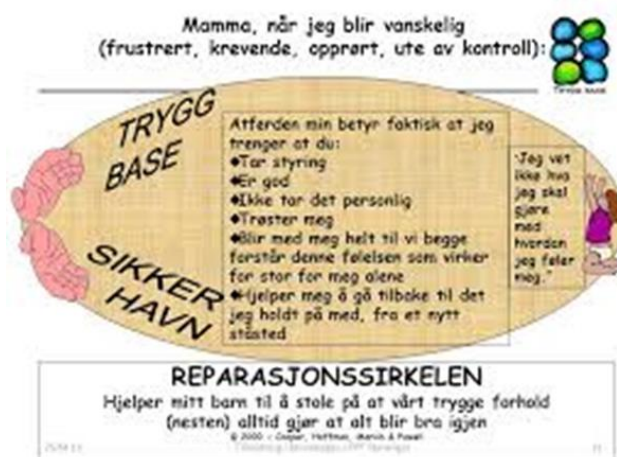 Mamma, når jeg blir vanskelig
(frustrert, krevende, opprørt, ute av kontroll):
TRYGG
BASE
SIKKER
HAVN
Atferden min betyr faktisk at jeg
trenger at du:
◆Tar styring
◆Er god
◆Ikke tar det personlig
◆Trøster meg
◆Blir med meg helt til vi begge
forstår denne følelsen som virker
for stor for meg alene
◆Hjelper meg å gå tilbake til det
jeg holdt på med, fra et nytt
ståsted
"Jeg vet
ikke hva
jeg skal
gjøre
med
hvordan
jeg føler
meg."
REPARASJONSSIRKELEN
Hjelper mitt barn til å stole på at vårt trygge forhold
(nesten) alltid gjør at alt blir bra igjen
© 2000 - Cooper, Hoffman, Marvin & Powell